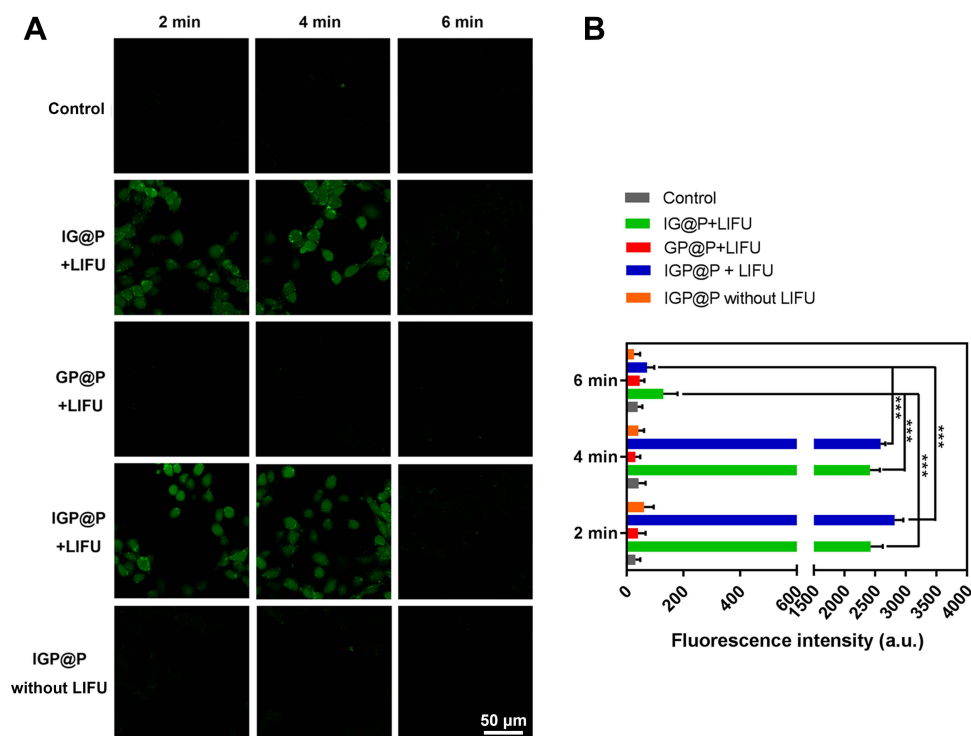 A
B
2 min
4 min
6 min
Control
IG@P
+LIFU
GP@P
+LIFU
IGP@P
+LIFU
IGP@P
without LIFU
50 µm
Control
IG@P+LIFU
GP@P+LIFU
IGP@P + LIFU
IGP@P without LIFU
6 min
4 min
2 min
***
***
***
***
0
200
400
600
1500
2000
2500
3000
3500
4000
Fluorescence intensity (a.u.)